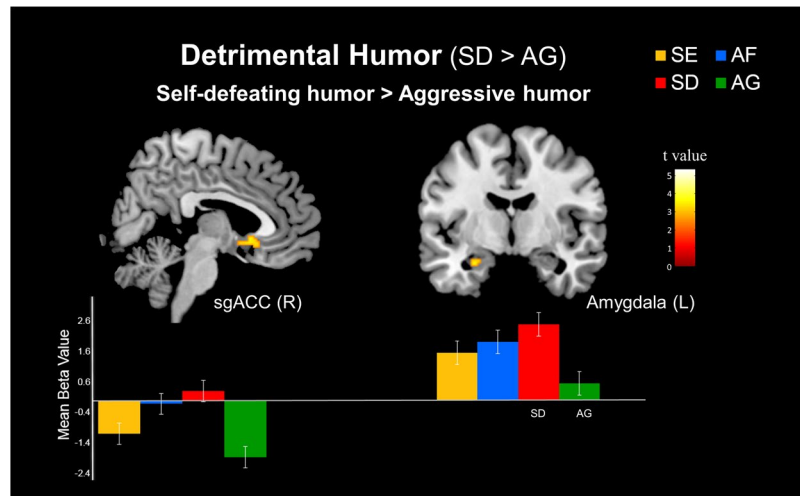 Detrimental Humor (SD > AG)
Self-defeating humor > Aggressive humor
SE AF
SD AG
t value
5
4
3
2
1
0
sgACC (R)
Amygdala (L)
Mean Beta Value
2.6
1.6
0.6
-0.4
-1.4
-2.4
SD AG